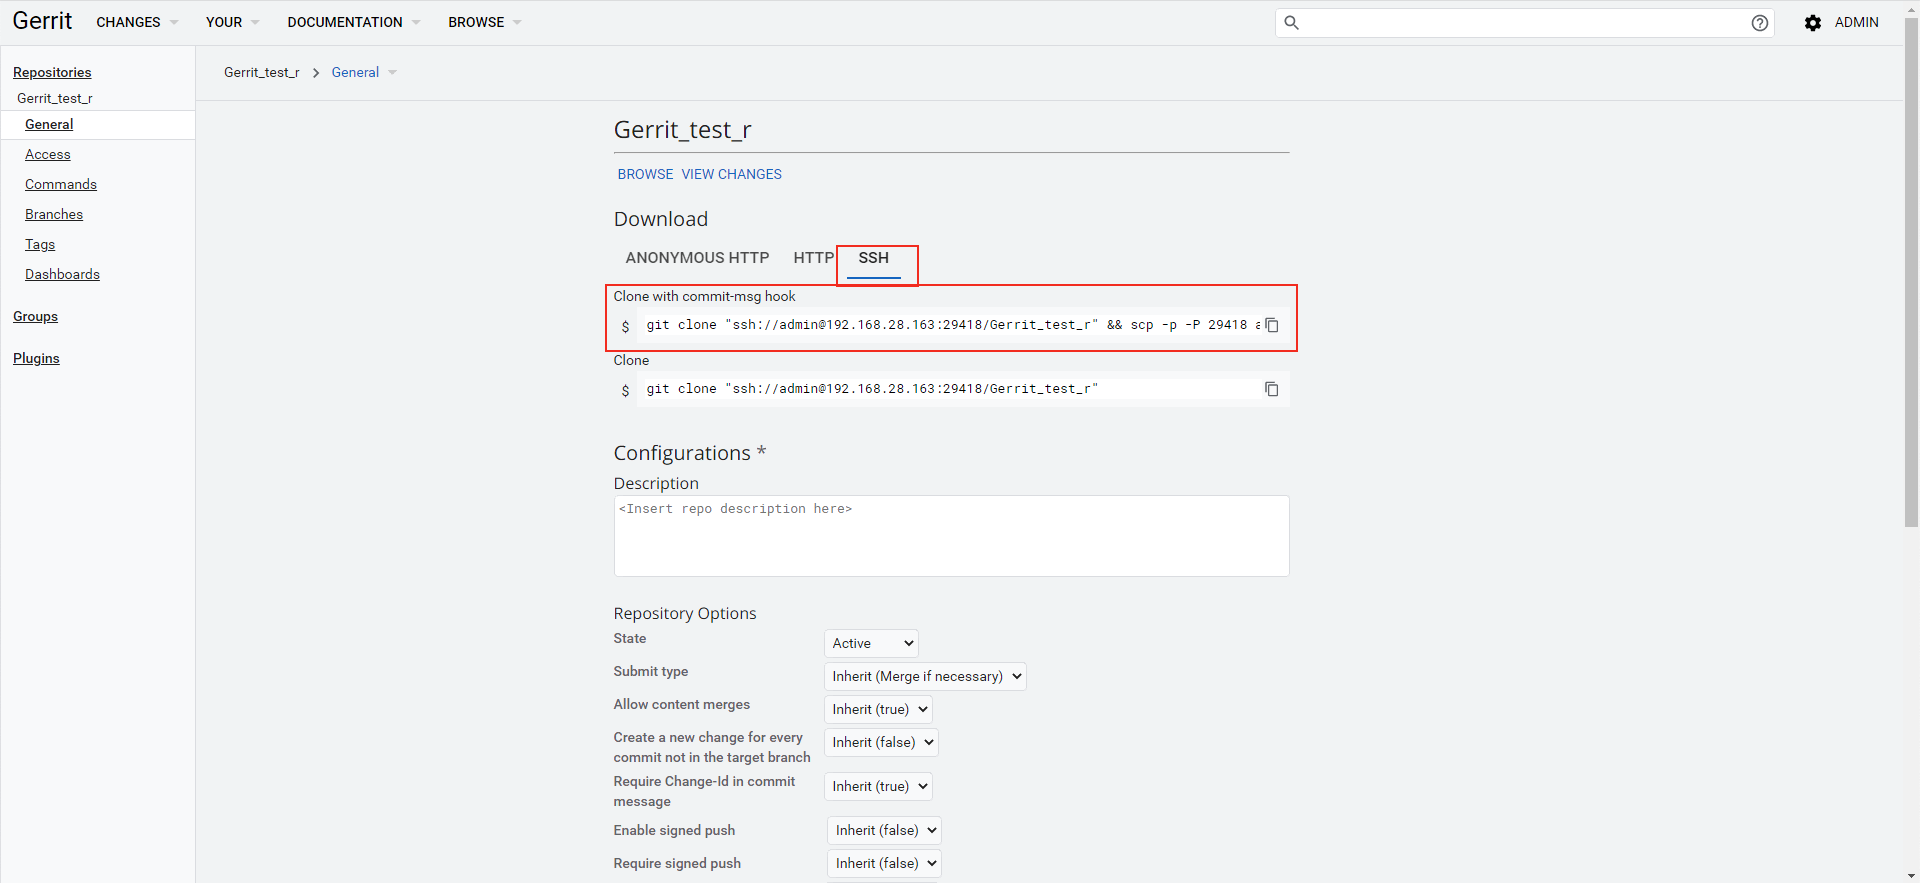 Gerrit CHANGES YOUR DOCUMENTATION BROWSE ADMIN
Repositories
Gerrit_test_r
General
Access
Commands
Branches
Tags
Dashboards
Groups
Plugins
Gerrit_test_r General
Gerrit_test_r
BROWSE VIEW CHANGES
Download
ANONYMOUS HTTP HTTP SSH
Clone with commit-msg hook
$ git clone "ssh://admin@192.168.28.163:29418/Gerrit_test_r" && scp -p -P 29418 a
Clone
$ git clone "ssh://admin@192.168.28.163:29418/Gerrit_test_r"
Configurations *
Description
<Insert repo description here>
Repository Options
State Active
Submit type Inherit (Merge if necessary)
Allow content merges Inherit (true)
Create a new change for every
commit not in the target branch Inherit (false)
Require Change-Id in commit
message Inherit (true)
Enable signed push Inherit (false)
Require signed push Inherit (false)